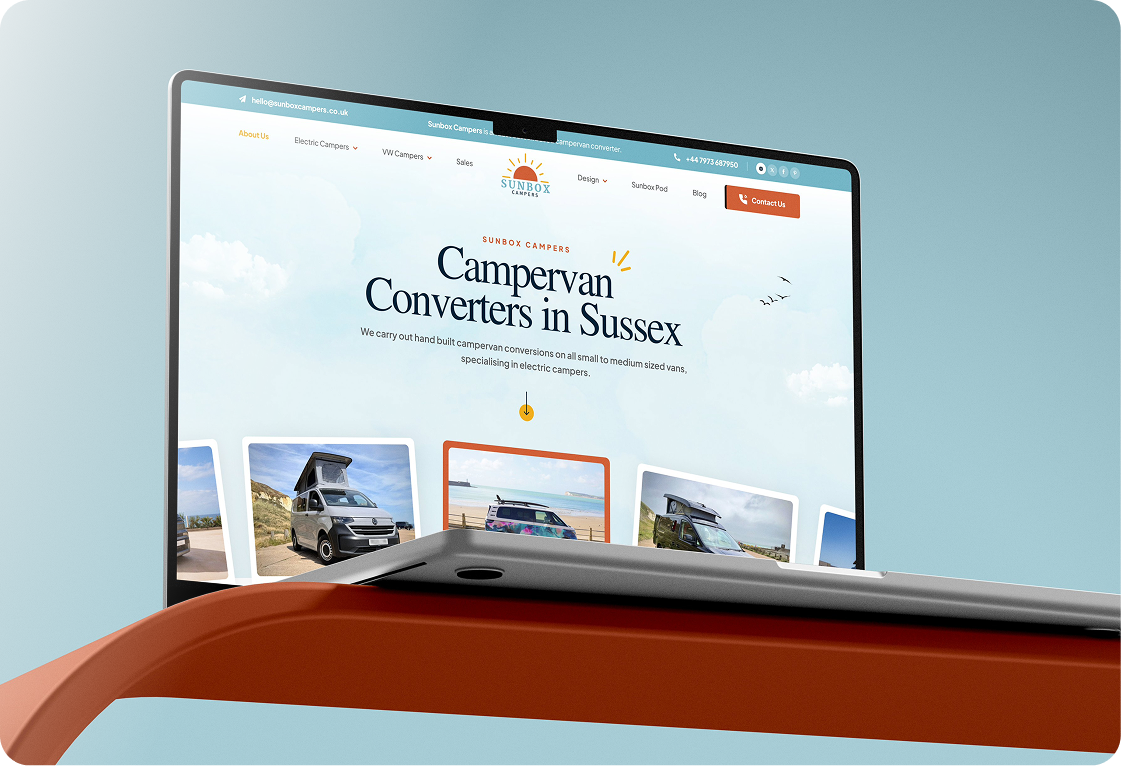 hello@sunboxcampers.co.uk
Sunbox Campers is campervan converter.
+44 7973 687950
About Us
Electric Campers
VW Campers
Sales
SUNBOX
CAMPERS
Design
Sunbox Pod
Blog
Contact Us
SUNBOX CAMPERS
Campervan
Converters in Sussex
We carry out hand built campervan conversions on all small to medium sized vans,
specialising in electric campers.